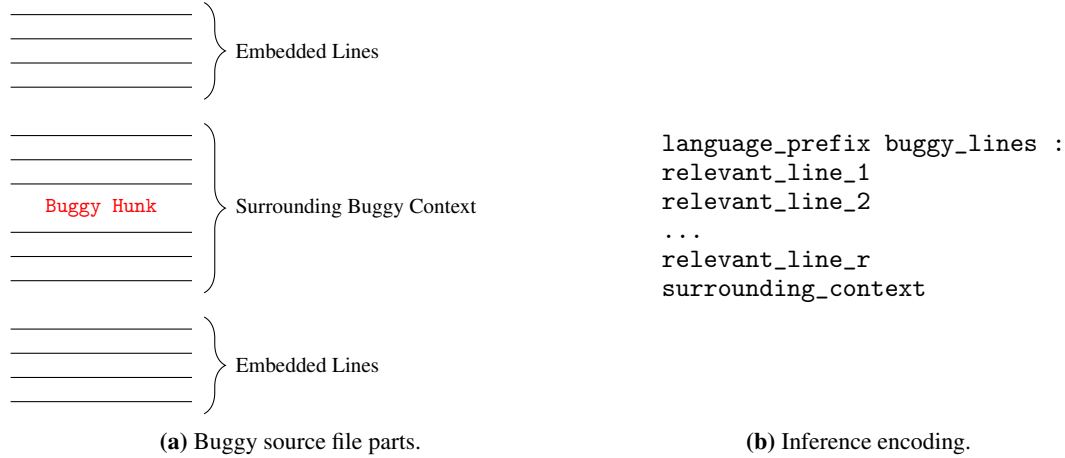 Embedded Lines
Buggy Hunk
Surrounding Buggy Context
Embedded Lines
(a) Buggy source file parts.
language_prefix buggy_lines :
relevant_line_1
relevant_line_2
...
relevant_line_r
surrounding_context
(b) Inference encoding.